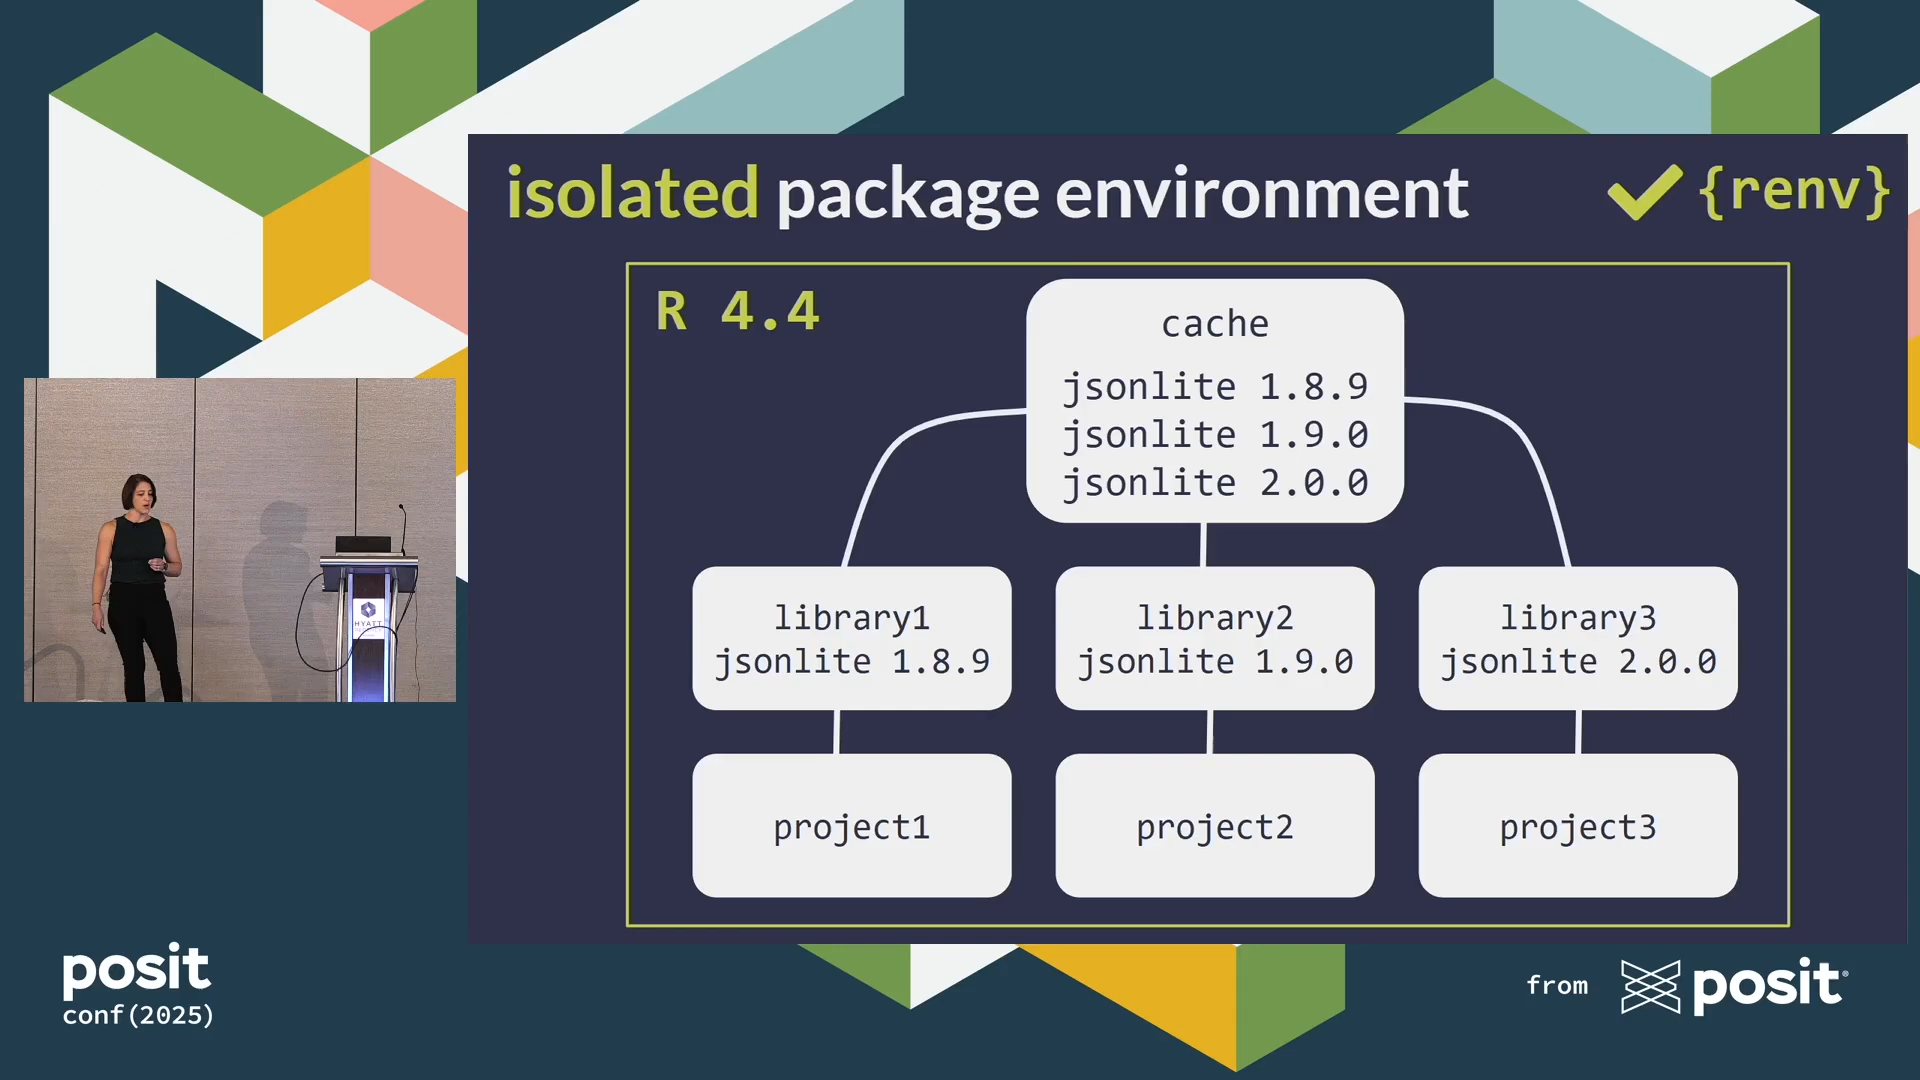 isolated package environment
{renv}
R 4.4
cache
jsonlite 1.8.9
jsonlite 1.9.0
jsonlite 2.0.0
library1
jsonlite 1.8.9
library2
jsonlite 1.9.0
library3
jsonlite 2.0.0
project1
project2
project3
HYATT
posit
conf(2025)
from
posit